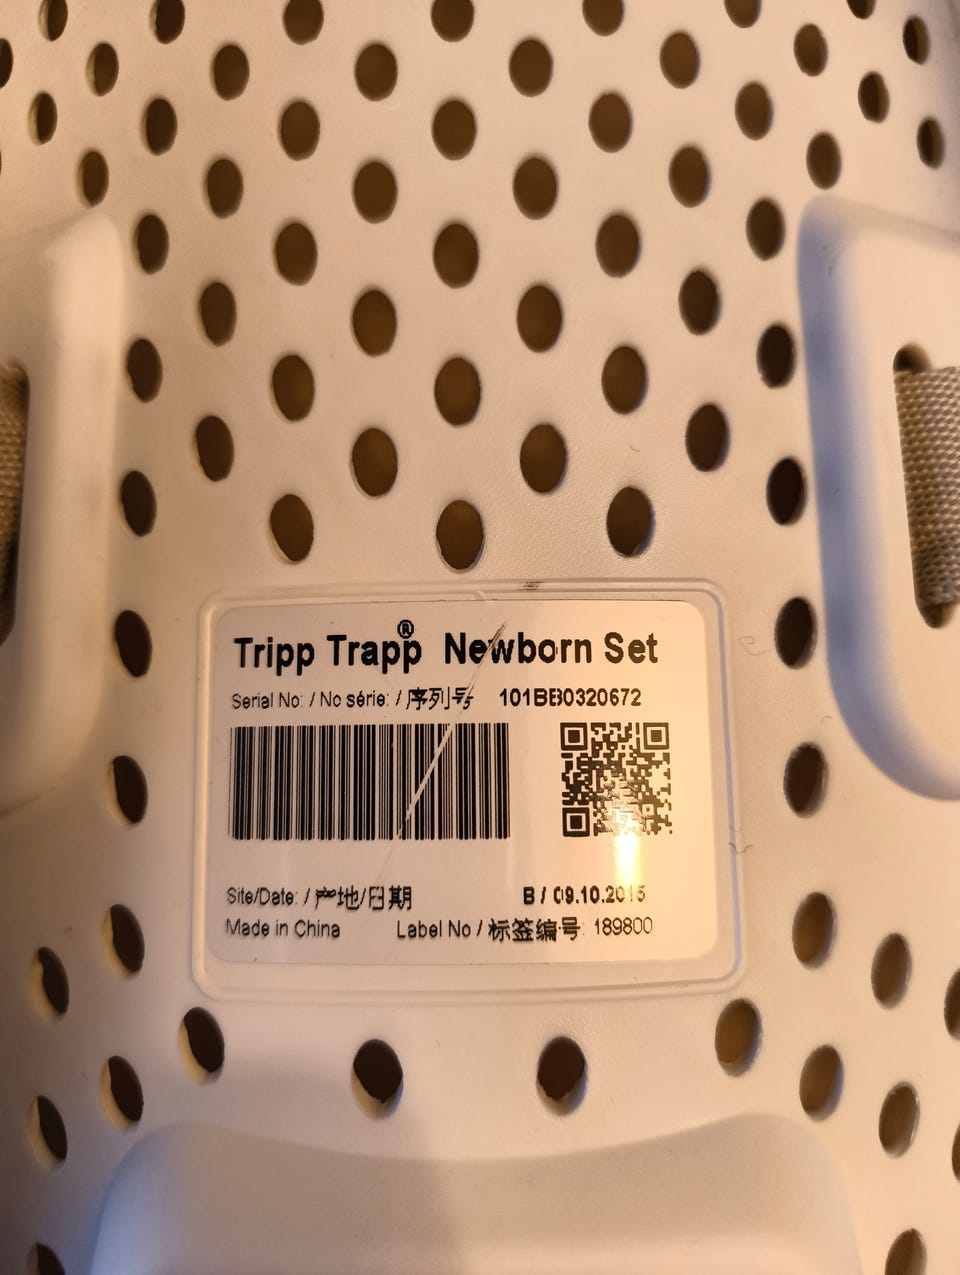 Tripp Trapp® Newborn Set
Serial No: / No série: / 序列号 101BB0320672
Site/Date: / 产地/日期 B / 09.10.2015
Made in China Label No / 标签编号: 189800